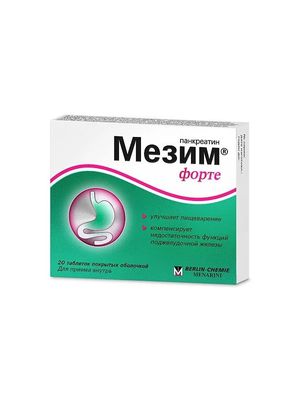 панкреатин
Мезим®
форте
улучшает пищеварение
компенсирует
недостаточность функции
поджелудочной железы
20 таблеток покрытых оболочкой
Для приема внутрь
BERLIN-CHEMIE
MENARINI